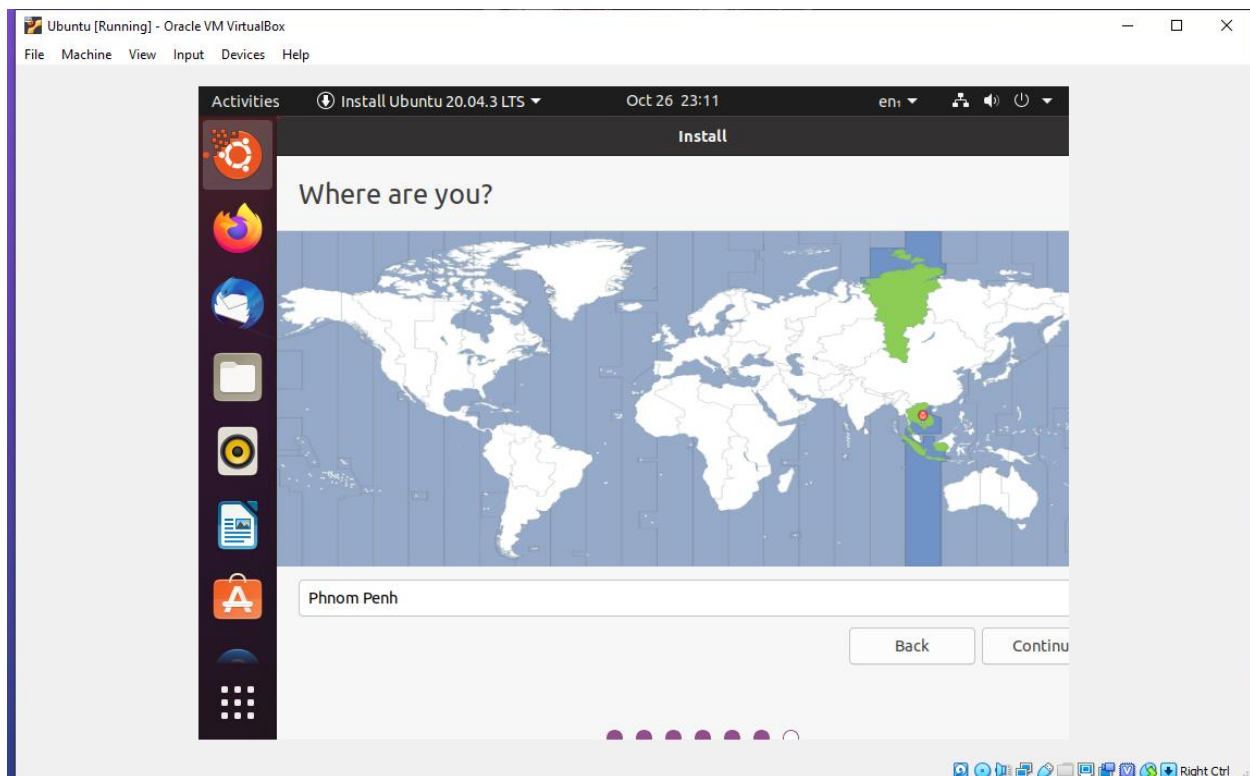 Ubuntu [Running] - Oracle VM VirtualBox
File Machine View Input Devices Help
Activities Install Ubuntu 20.04.3 LTS Oct 26 23:11 en₁
Install
Where are you?
Phnom Penh
Back Continu
Right Ctrl